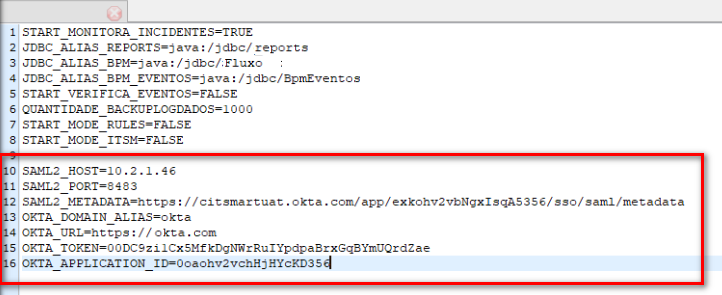 1 START_MONITORA_INCIDENTES=TRUE
2 JDBC_ALIAS_REPORTS=java:/jdbc/reports
3 JDBC_ALIAS_BPM=java:/jdbc/Fluxo :
4 JDBC_ALIAS_BPM_EVENTOS=java:/jdbc/BpmEventos
5 START_VERIFICA_EVENTOS=FALSE
6 QUANTIDADE_BACKUPLOGDADOS=1000
7 START_MODE_RULES=FALSE
8 START_MODE_ITSM=FALSE
9
10 SAML2_HOST=10.2.1.46
11 SAML2_PORT=8483
12 SAML2_METADATA=https://citsmartuat.okta.com/app/exkohv2vbNgxIsqA5356/sso/saml/metadata
13 OKTA_DOMAIN_ALIAS=okta
14 OKTA_URL=https://okta.com
15 OKTA_TOKEN=00DC9zi1Cx5MfkDgNWrRuIYpdpaBrxGqBYmUQrdZae
16 OKTA_APPLICATION_ID=0oaohv2vchHjHYcKD356